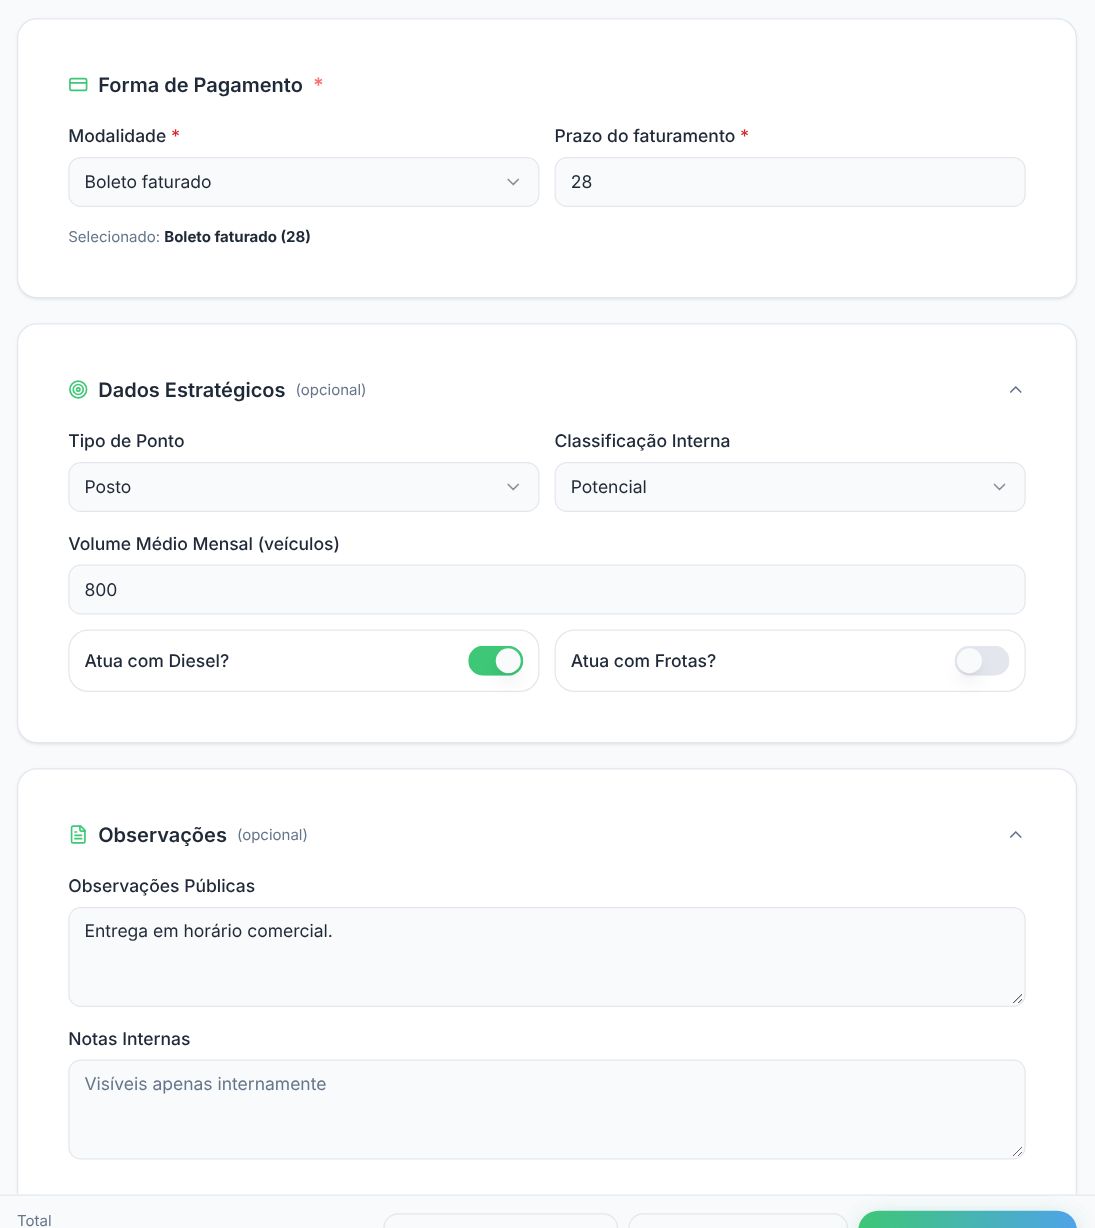 Forma de Pagamento *
Modalidade * Prazo do faturamento *
Boleto faturado 28
Selecionado: Boleto faturado (28)
Dados Estratégicos (opcional)
Tipo de Ponto Classificação Interna
Posto Potencial
Volume Médio Mensal (veículos)
800
Atua com Diesel? Atua com Frotas?
Observações (opcional)
Observações Públicas
Entrega em horário comercial.
Notas Internas
Visíveis apenas internamente
Total